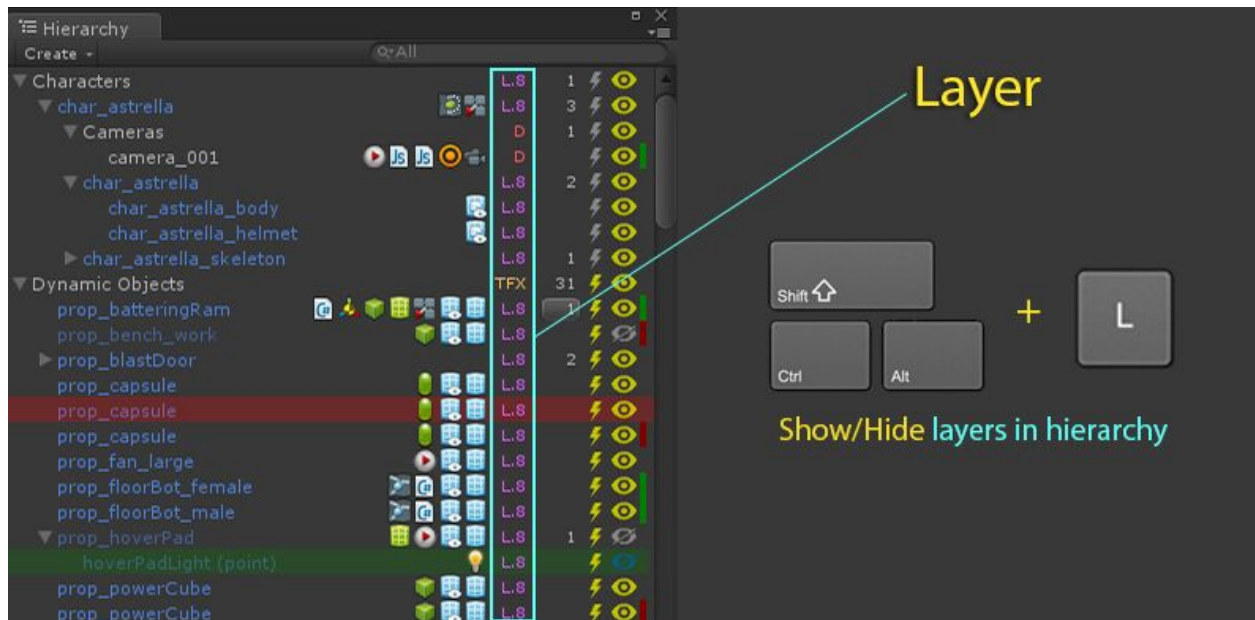 Hierarchy
Create
All
Characters L.8 1
char_astrella L.8 3
Cameras D 1
camera_001 Js Js D
char_astrella L.8 2
char_astrella_body L.8
char_astrella_helmet L.8
char_astrella_skeleton L.8 1
Dynamic Objects TFX 31
prop_batteringRam C# L.8 1
prop_bench_work L.8
prop_blastDoor L.8 2
prop_capsule L.8
prop_capsule L.8
prop_capsule L.8
prop_fan_large L.8
prop_floorBot_female C# L.8
prop_floorBot_male C# L.8
prop_hoverPad L.8 1
hoverPadLight (point) L.8
prop_powerCube L.8
prop_powerCube L.8
Layer
Shift
Ctrl Alt + L
Show/Hide layers in hierarchy